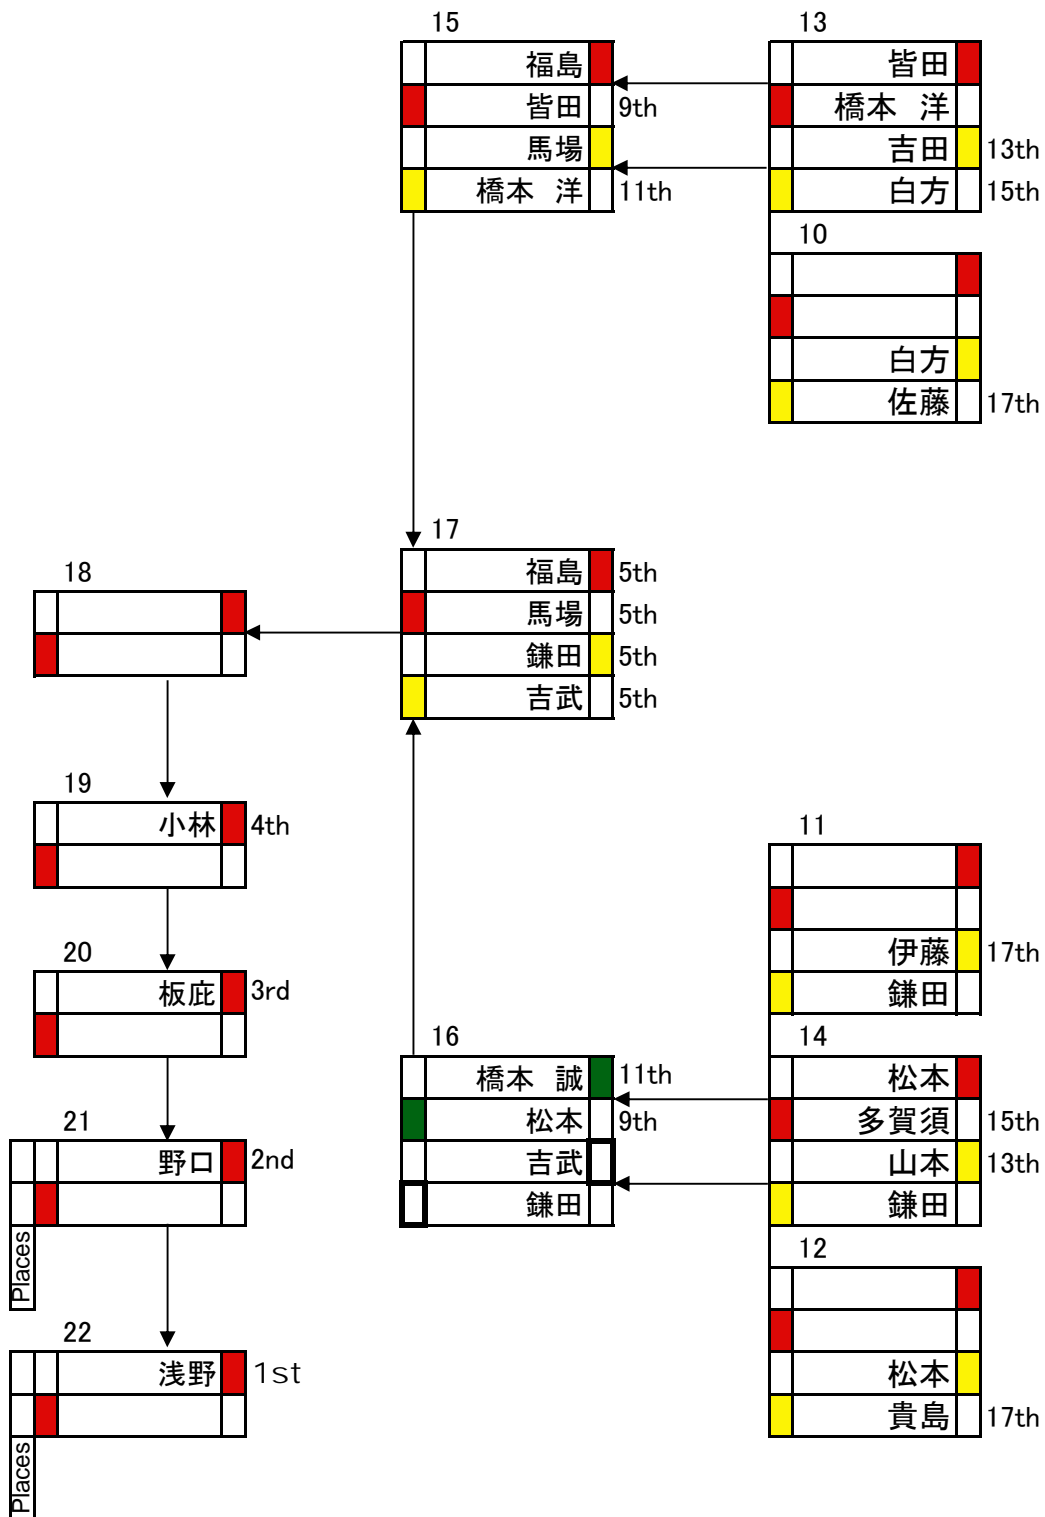 15
福島
皆田 9th
馬場
橋本 洋 11th
13
皆田
橋本 洋
吉田 13th
白方 15th
10
白方
佐藤 17th
17
福島 5th
馬場 5th
鎌田 5th
吉武 5th
18
19
小林 4th
20
板庇 3rd
21
野口 2nd
Places
22
浅野 1st
Places
16
橋本 誠 11th
松本 9th
吉武
鎌田
11
伊藤 17th
鎌田
14
松本
多賀須 15th
山本 13th
鎌田
12
松本
貴島 17th